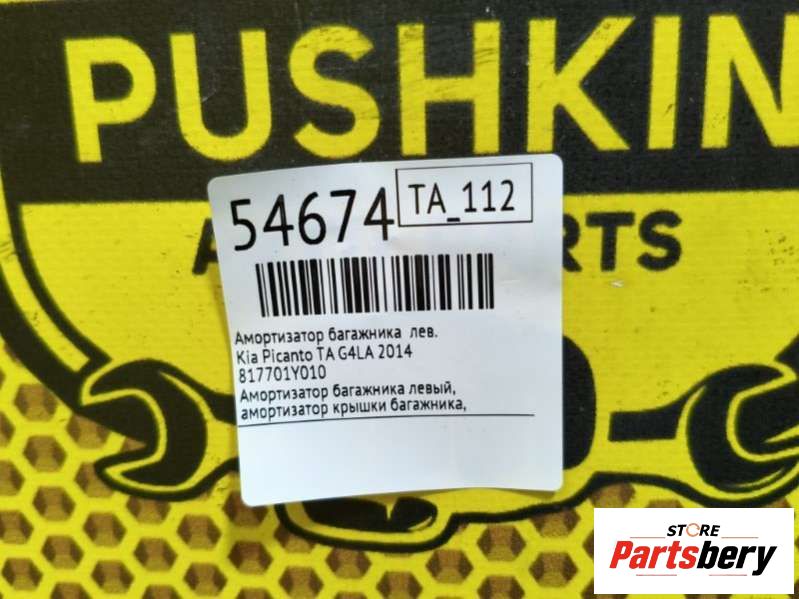 PUSHKIN
54674
TA_112
Амортизатор багажника лев.
Kia Picanto TA G4LA 2014
817701Y010
Амортизатор багажника левый,
амортизатор крышки багажника,
STORE
Partsbery